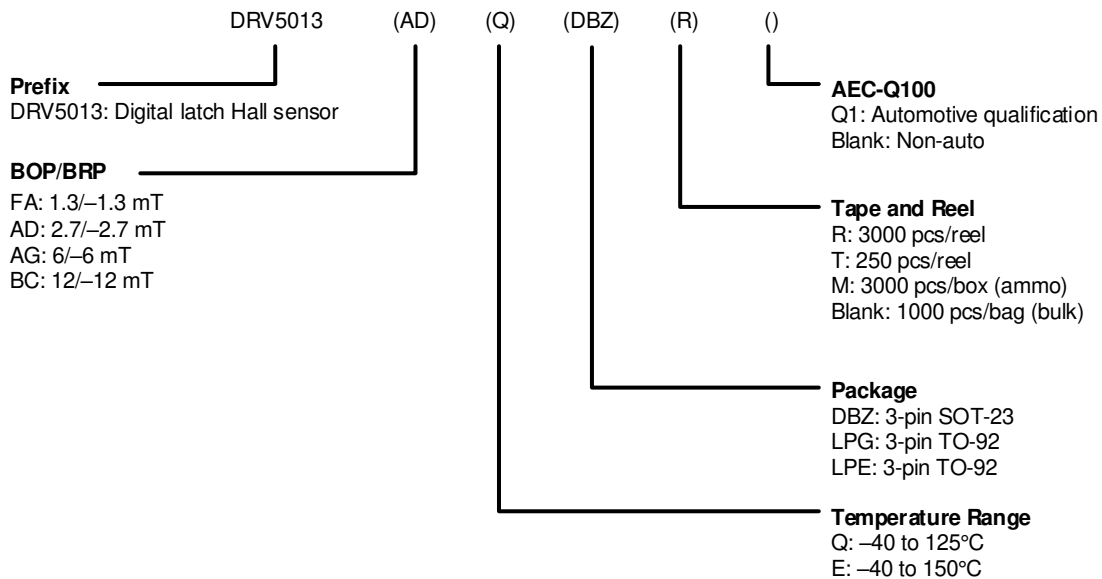 DRV5013 (AD) (Q) (DBZ) (R) ()
Prefix
DRV5013: Digital latch Hall sensor
BOP/BRP
FA: 1.3/–1.3 mT
AD: 2.7/–2.7 mT
AG: 6/–6 mT
BC: 12/–12 mT
AEC-Q100
Q1: Automotive qualification
Blank: Non-auto
Tape and Reel
R: 3000 pcs/reel
T: 250 pcs/reel
M: 3000 pcs/box (ammo)
Blank: 1000 pcs/bag (bulk)
Package
DBZ: 3-pin SOT-23
LPG: 3-pin TO-92
LPE: 3-pin TO-92
Temperature Range
Q: –40 to 125°C
E: –40 to 150°C